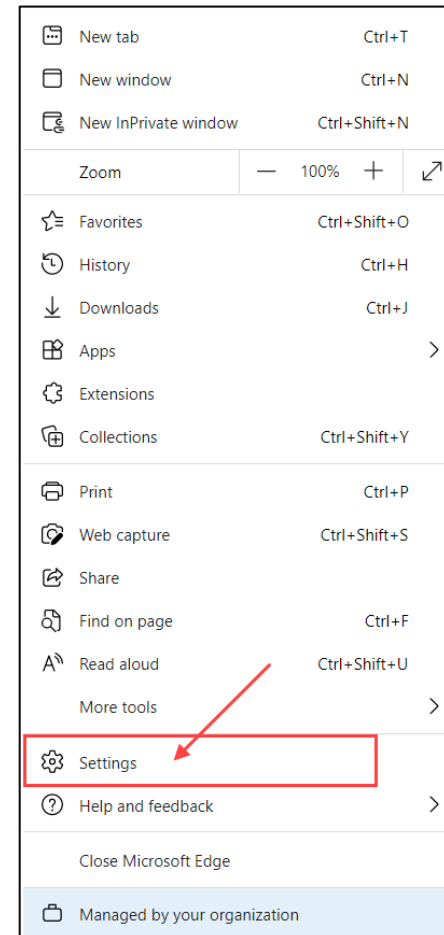 New tab Ctrl+T
New window Ctrl+N
New InPrivate window Ctrl+Shift+N
Zoom — 100% +
Favorites Ctrl+Shift+O
History Ctrl+H
Downloads Ctrl+J
Apps
Extensions
Collections Ctrl+Shift+Y
Print Ctrl+P
Web capture Ctrl+Shift+S
Share
Find on page Ctrl+F
Read aloud Ctrl+Shift+U
More tools
Settings
Help and feedback
Close Microsoft Edge
Managed by your organization